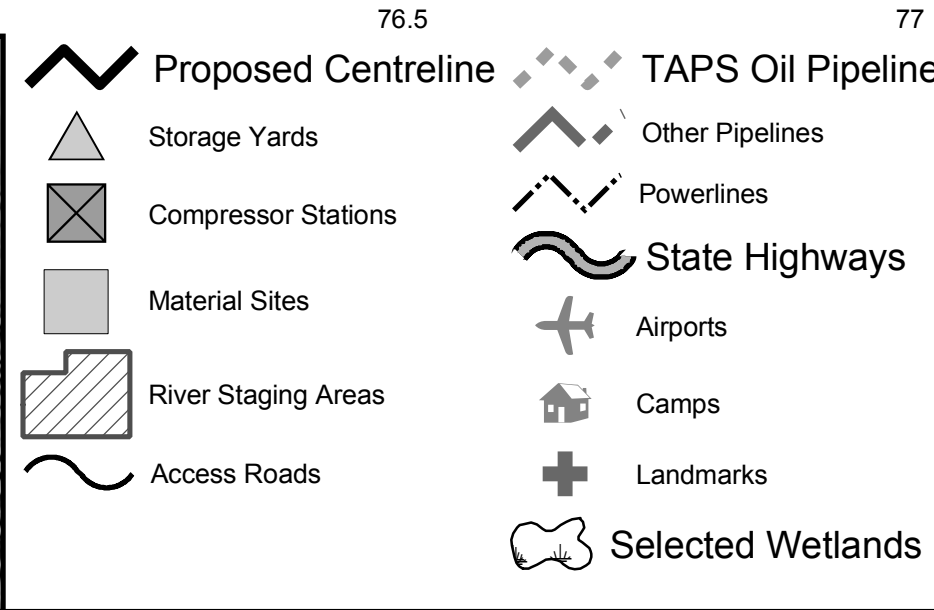 76.5 77
Proposed Centreline
Storage Yards
Compressor Stations
Material Sites
River Staging Areas
Access Roads
TAPS Oil Pipeline
Other Pipelines
Powerlines
State Highways
Airports
Camps
Landmarks
Selected Wetlands